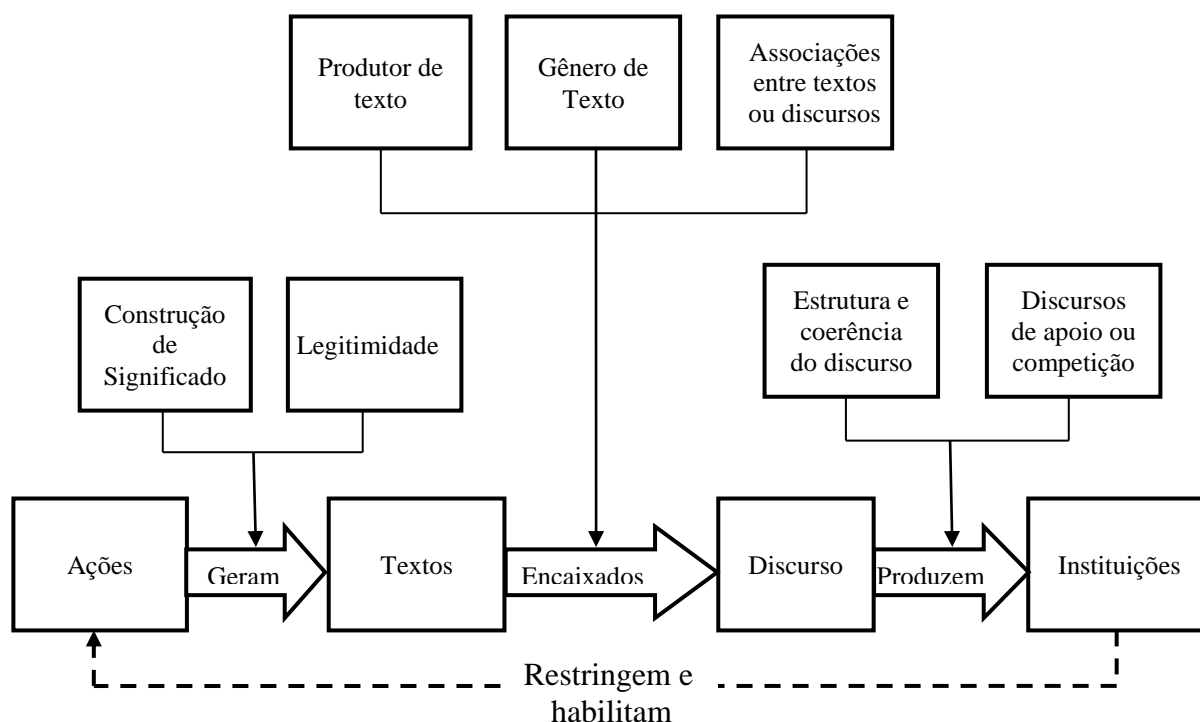 Produtor de
texto
Gênero de
Texto
Associações
entre textos
ou discursos
Construção
de
Significado
Legitimidade
Estrutura e
coerência
do discurso
Discursos
de apoio ou
competição
Ações
Geram
Textos
Encaixados
Discurso
Produzem
Instituições
Restringem e
habilitam